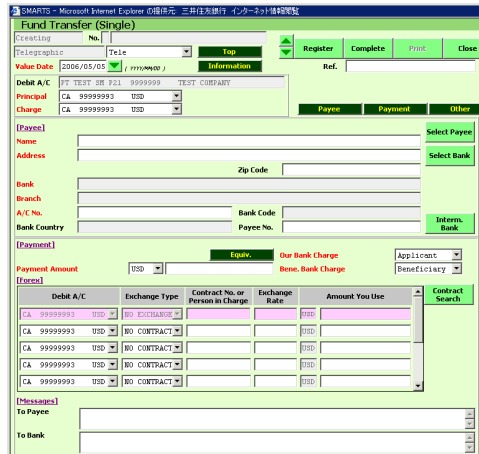 SMARTS - Microsoft Internet Explorer の提供元: 三井住友銀行 インターネット情報閲覧
Fund Transfer (Single)
Creating No.
Register Complete Print Close
Telegraphic Tele Top
Value Date 2006/05/05 ( YYYY/MM/DD ) Information Ref.
Debit A/C PT TEST SM P21 9999999 TEST COMPANY
Principal CA 99999993 USD
Charge CA 99999993 USD Payee Payment Other
[Payee]
Select Payee
Name
Address Select Bank
Zip Code
Bank
Branch
A/C No. Bank Code
Interm. Bank
Bank Country Payee No.
[Payment]
Equiv. Our Bank Charge Applicant
Payment Amount USD Bene. Bank Charge Beneficiary
[Forex]
Debit A/C Exchange Type Contract No. or Person in Charge Exchange Rate Amount You Use Contract Search
CA 99999993 USD NO EXCHANGE USD
CA 99999993 USD NO CONTRACT USD
CA 99999993 USD NO CONTRACT USD
CA 99999993 USD NO CONTRACT USD
CA 99999993 USD NO CONTRACT USD
[Messages]
To Payee
To Bank